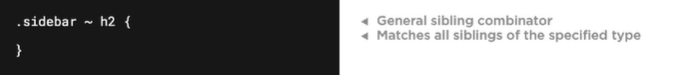 .sidebar ~ h2 {
}
◄ General sibling combinator
◄ Matches all siblings of the specified type